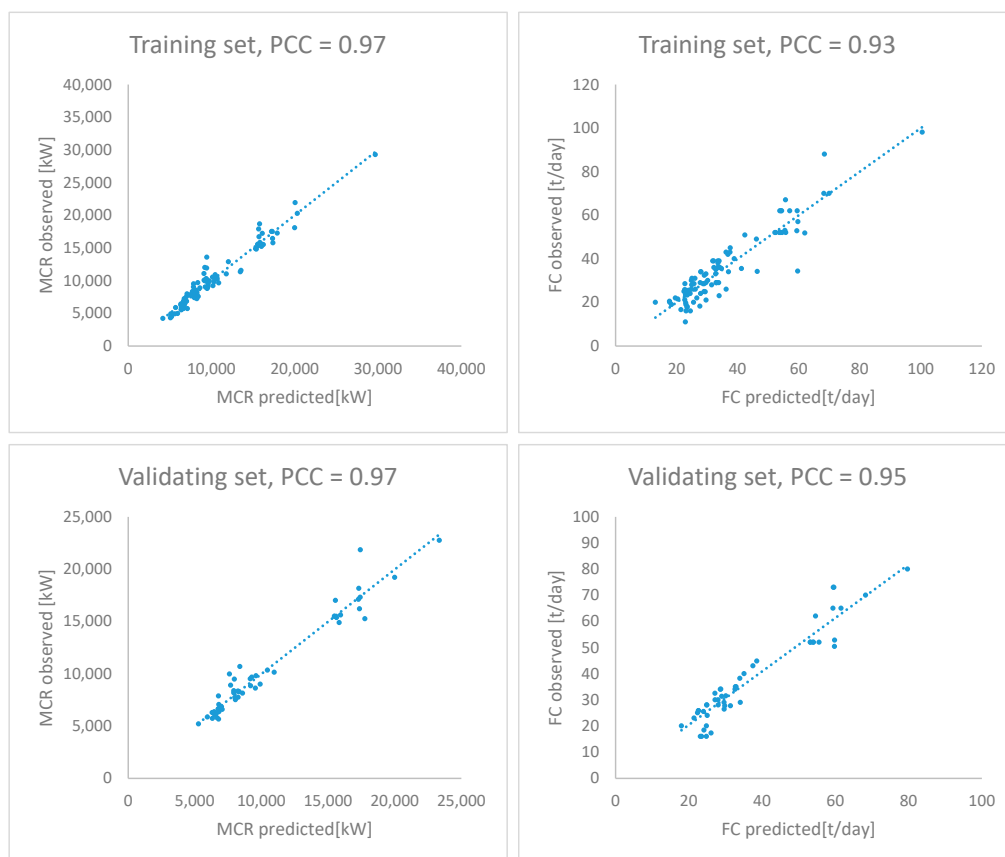 Training set, PCC = 0.97
40,000
35,000
30,000
25,000
20,000
15,000
10,000
5,000
0
MCR observed [kW]
0 10,000 20,000 30,000 40,000
MCR predicted[kW]
Training set, PCC = 0.93
120
100
80
60
40
20
0
FC observed [t/day]
0 20 40 60 80 100 120
FC predicted[t/day]
Validating set, PCC = 0.97
25,000
20,000
15,000
10,000
5,000
0
MCR observed [kW]
0 5,000 10,000 15,000 20,000 25,000
MCR predicted[kW]
Validating set, PCC = 0.95
100
90
80
70
60
50
40
30
20
10
0
FC observed [t/day]
0 20 40 60 80 100
FC predicted[t/day]